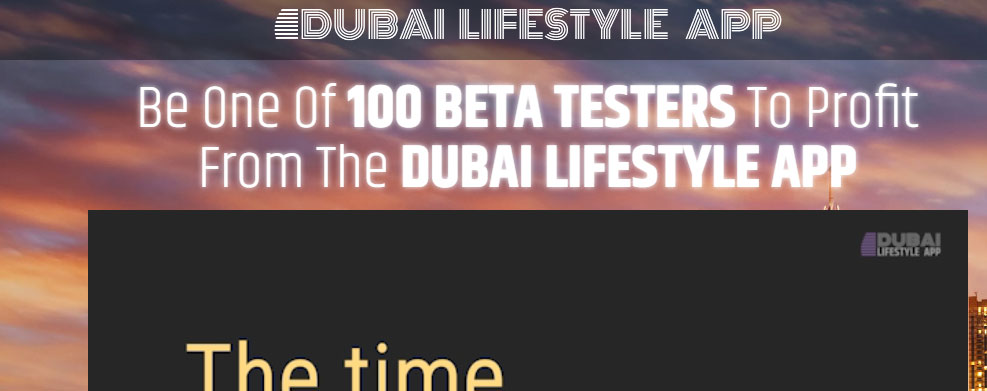 DUBAI LIFESTYLE APP
Be One Of 100 BETA TESTERS To Profit
From The DUBAI LIFESTYLE APP
DUBAI
LIFESTYLE APP
The time